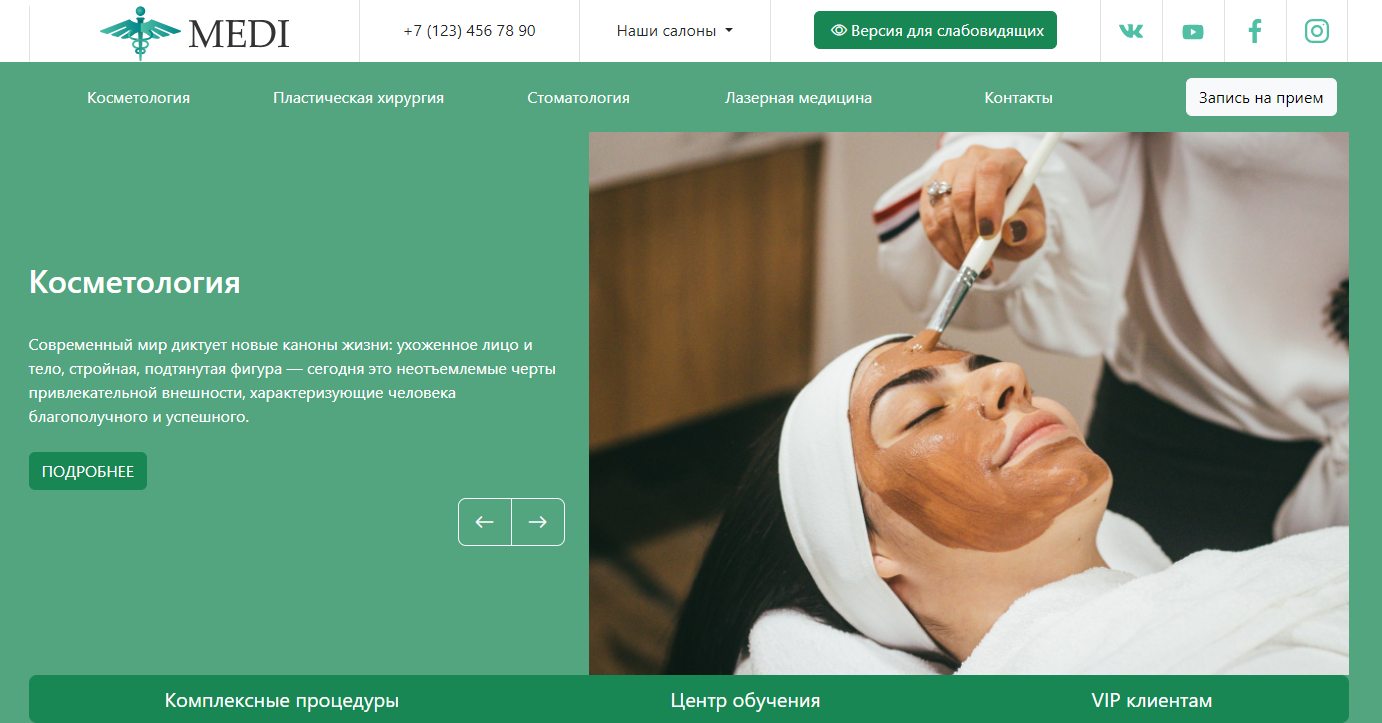 MEDI
+7 (123) 456 78 90
Наши салоны
Версия для слабовидящих
Косметология
Пластическая хирургия
Стоматология
Лазерная медицина
Контакты
Запись на прием
Косметология
Современный мир диктует новые каноны жизни: ухоженное лицо и
тело, стройная, подтянутая фигура — сегодня это неотъемлемые черты
привлекательной внешности, характеризующие человека
благополучного и успешного.
ПОДРОБНЕЕ
Комплексные процедуры
Центр обучения
VIP клиентам